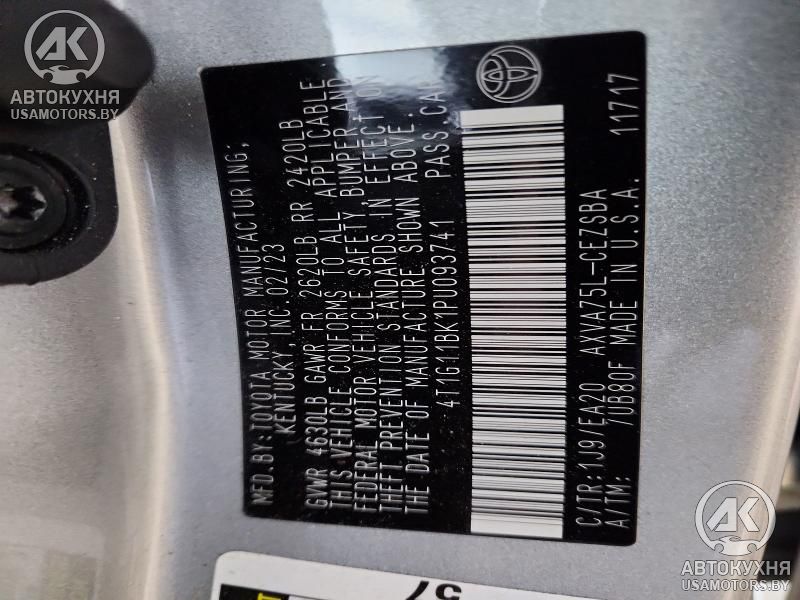 MFD.BY:TOYOTA MOTOR MANUFACTURING;
KENTUCKY, INC. 02/23
GVWR 4630LB GAWR FR 2620LB RR 2420LB
THIS VEHICLE CONFORMS TO ALL APPLICABLE
FEDERAL MOTOR VEHICLE SAFETY, BUMPER, AND
THEFT PREVENTION STANDARDS IN EFFECT ON
THE DATE OF MANUFACTURE SHOWN ABOVE.
4T1G11BK1PU093741 PASS.CAR
C/TR:1J9/EA20 AXVA75L-CEZSBA
A/TM: /UB80F MADE IN U.S.A. 11717
57
AK
АВТОКУХНЯ
USAMOTORS.BY
AK
АВТОКУХНЯ
USAMOTORS.BY